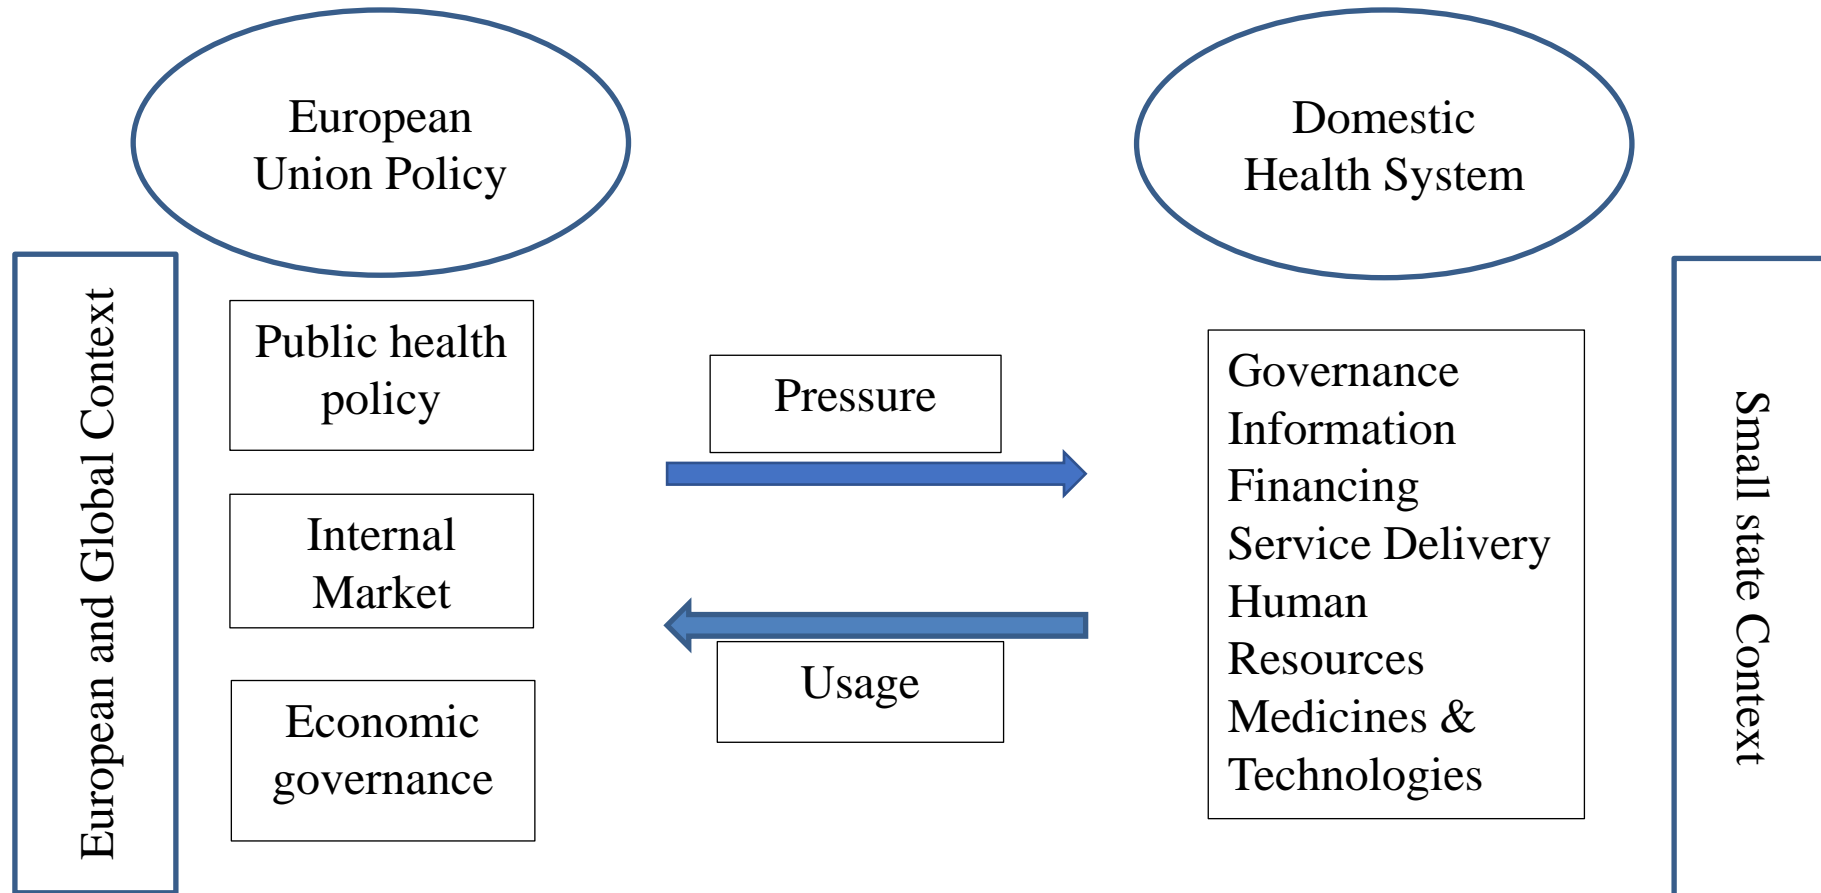 European
Union Policy
Domestic
Health System
European and Global Context
Public health
policy
Internal
Market
Economic
governance
Pressure
Usage
Governance
Information
Financing
Service Delivery
Human
Resources
Medicines &
Technologies
Small state Context